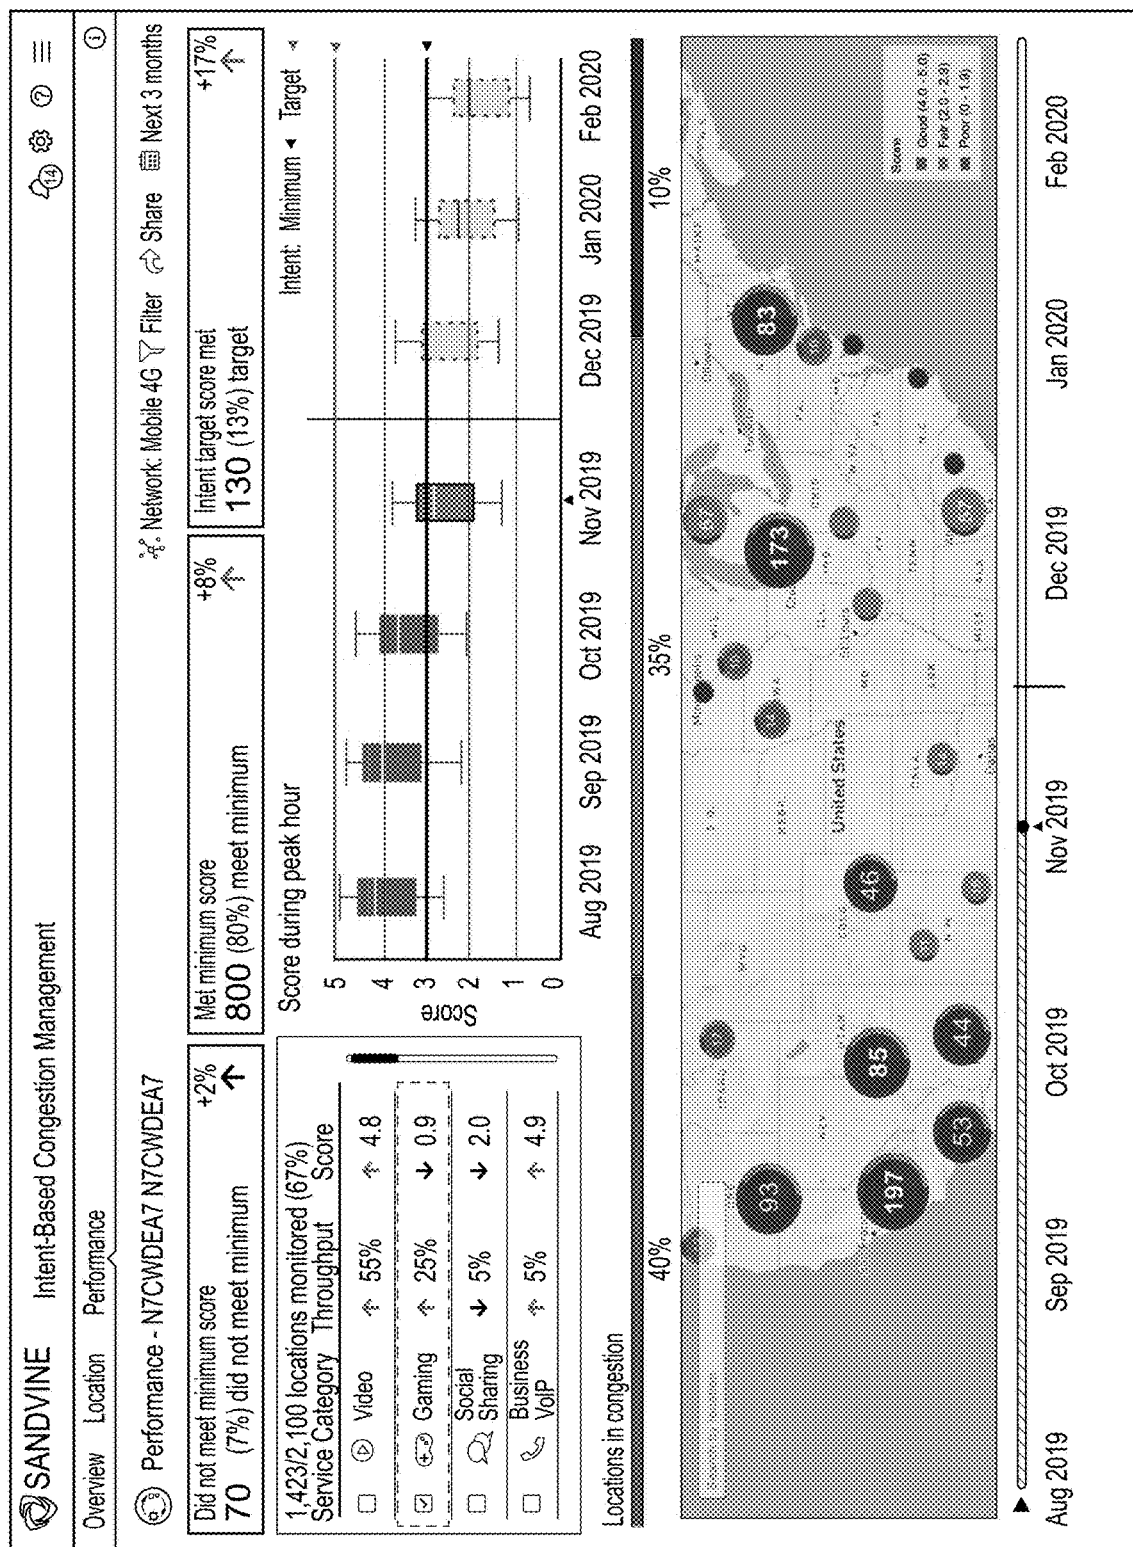 SANDVINE Intent-Based Congestion Management
14 ?
Overview Location Performance i
Performance - N7CWDEA7 N7CWDEA7
Network: Mobile 4G Filter Share Next 3 months
Did not meet minimum score
+2%
70 (7%) did not meet minimum
Met minimum score
+8%
800 (80%) meet minimum
Intent target score met
+17%
130 (13%) target
1,423/2,100 locations monitored (67%)
Service Category Throughput Score
Video 55% 4.8
Gaming 25% 0.9
Social
Sharing
5% 2.0
Business
VoIP
5% 4.9
Score during peak hour
Intent: Minimum Target
Score
5
4
3
2
1
0
Aug 2019 Sep 2019 Oct 2019 Nov 2019 Dec 2019 Jan 2020 Feb 2020
Locations in congestion
40% 35% 10%
93
197
53
44
85
46
173
83
United States
Score
Good (4.0 - 5.0)
Fair (2.0 - 2.9)
Poor (0 - 1.9)
Aug 2019 Sep 2019 Oct 2019 Nov 2019 Dec 2019 Jan 2020 Feb 2020